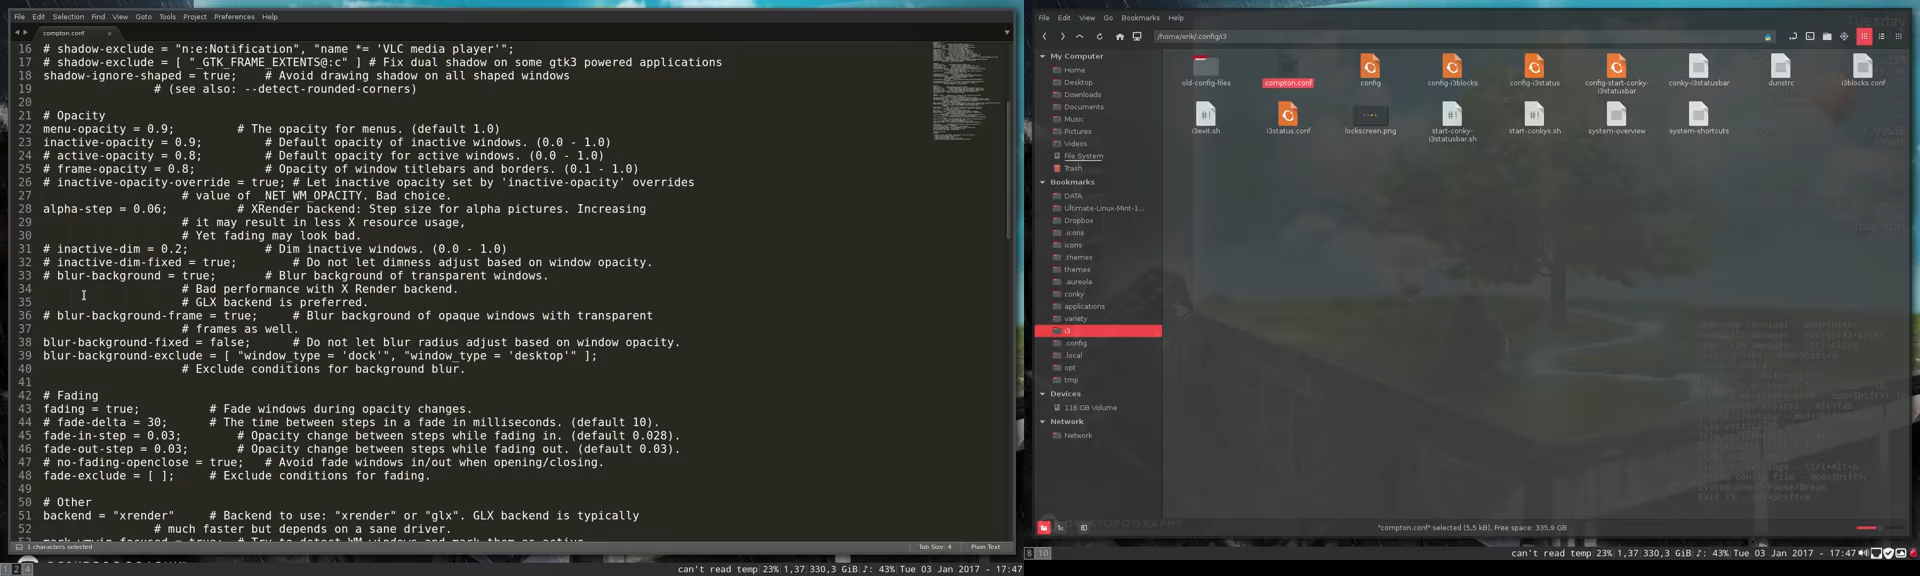 File Edit Selection Find View Goto Tools Project Preferences Help
compton.conf
16 # shadow-exclude = "n:e:Notification", "name *= 'VLC media player'";
17 # shadow-exclude = [ "_GTK_FRAME_EXTENTS@:c" ] # Fix dual shadow on some gtk3 powered applications
18 shadow-ignore-shaped = true; # Avoid drawing shadow on all shaped windows
19 # (see also: --detect-rounded-corners)
20
21 # Opacity
22 menu-opacity = 0.9; # The opacity for menus. (default 1.0)
23 inactive-opacity = 0.9; # Default opacity of inactive windows. (0.0 - 1.0)
24 # active-opacity = 0.8; # Default opacity for active windows. (0.0 - 1.0)
25 # frame-opacity = 0.8; # Opacity of window titlebars and borders. (0.1 - 1.0)
26 # inactive-opacity-override = true; # Let inactive opacity set by 'inactive-opacity' overrides
27 # value of _NET_WM_OPACITY. Bad choice.
28 alpha-step = 0.06; # XRender backend: Step size for alpha pictures. Increasing
29 # it may result in less X resource usage,
30 # Yet fading may look bad.
31 # inactive-dim = 0.2; # Dim inactive windows. (0.0 - 1.0)
32 # inactive-dim-fixed = true; # Do not let dimness adjust based on window opacity.
33 # blur-background = true; # Blur background of transparent windows.
34 # Bad performance with X Render backend.
35 # GLX backend is preferred.
36 # blur-background-frame = true; # Blur background of opaque windows with transparent
37 # frames as well.
38 blur-background-fixed = false; # Do not let blur radius adjust based on window opacity.
39 blur-background-exclude = [ "window_type = 'dock'", "window_type = 'desktop'" ];
40 # Exclude conditions for background blur.
41
42 # Fading
43 fading = true; # Fade windows during opacity changes.
44 # fade-delta = 30; # The time between steps in a fade in milliseconds. (default 10).
45 fade-in-step = 0.03; # Opacity change between steps while fading in. (default 0.028).
46 fade-out-step = 0.03; # Opacity change between steps while fading out. (default 0.03).
47 # no-fading-openclose = true; # Avoid fade windows in/out when opening/closing.
48 fade-exclude = [ ]; # Exclude conditions for fading.
49
50 # Other
51 backend = "xrender" # Backend to use: "xrender" or "glx". GLX backend is typically
52 # much faster but depends on a sane driver.
1 characters selected Tab Size: 4 Plain Text
1 2 4
can't read temp|23%|1,37|330,3 GiB|♪: 43%|Tue 03 Jan 2017 - 17:47
File Edit View Go Bookmarks Help
Tuesday
/home/erik/.config/i3
My Computer
Home
Desktop
Downloads
Documents
Music
Pictures
Videos
File System
Trash
Bookmarks
DATA
Ultimate-Linux-Mint-1...
Dropbox
.icons
icons
.themes
themes
.aureola
conky
applications
variety
i3
.config
.local
opt
tmp
Devices
116 GB Volume
Network
Network
old-config-files compton.conf config config-i3blocks config-i3status config-start-conky-i3statusbar conky-i3statusbar dunstrc i3blocks.conf
i3exit.sh i3status.conf lockscreen.png start-conky-i3statusbar.sh start-conkys.sh system-overview system-shortcuts
"compton.conf" selected (5,5 kB), Free space: 335,9 GB
8 10
can't read temp|23%|1,37|330,3 GiB|♪: 43%|Tue 03 Jan 2017 - 17:47